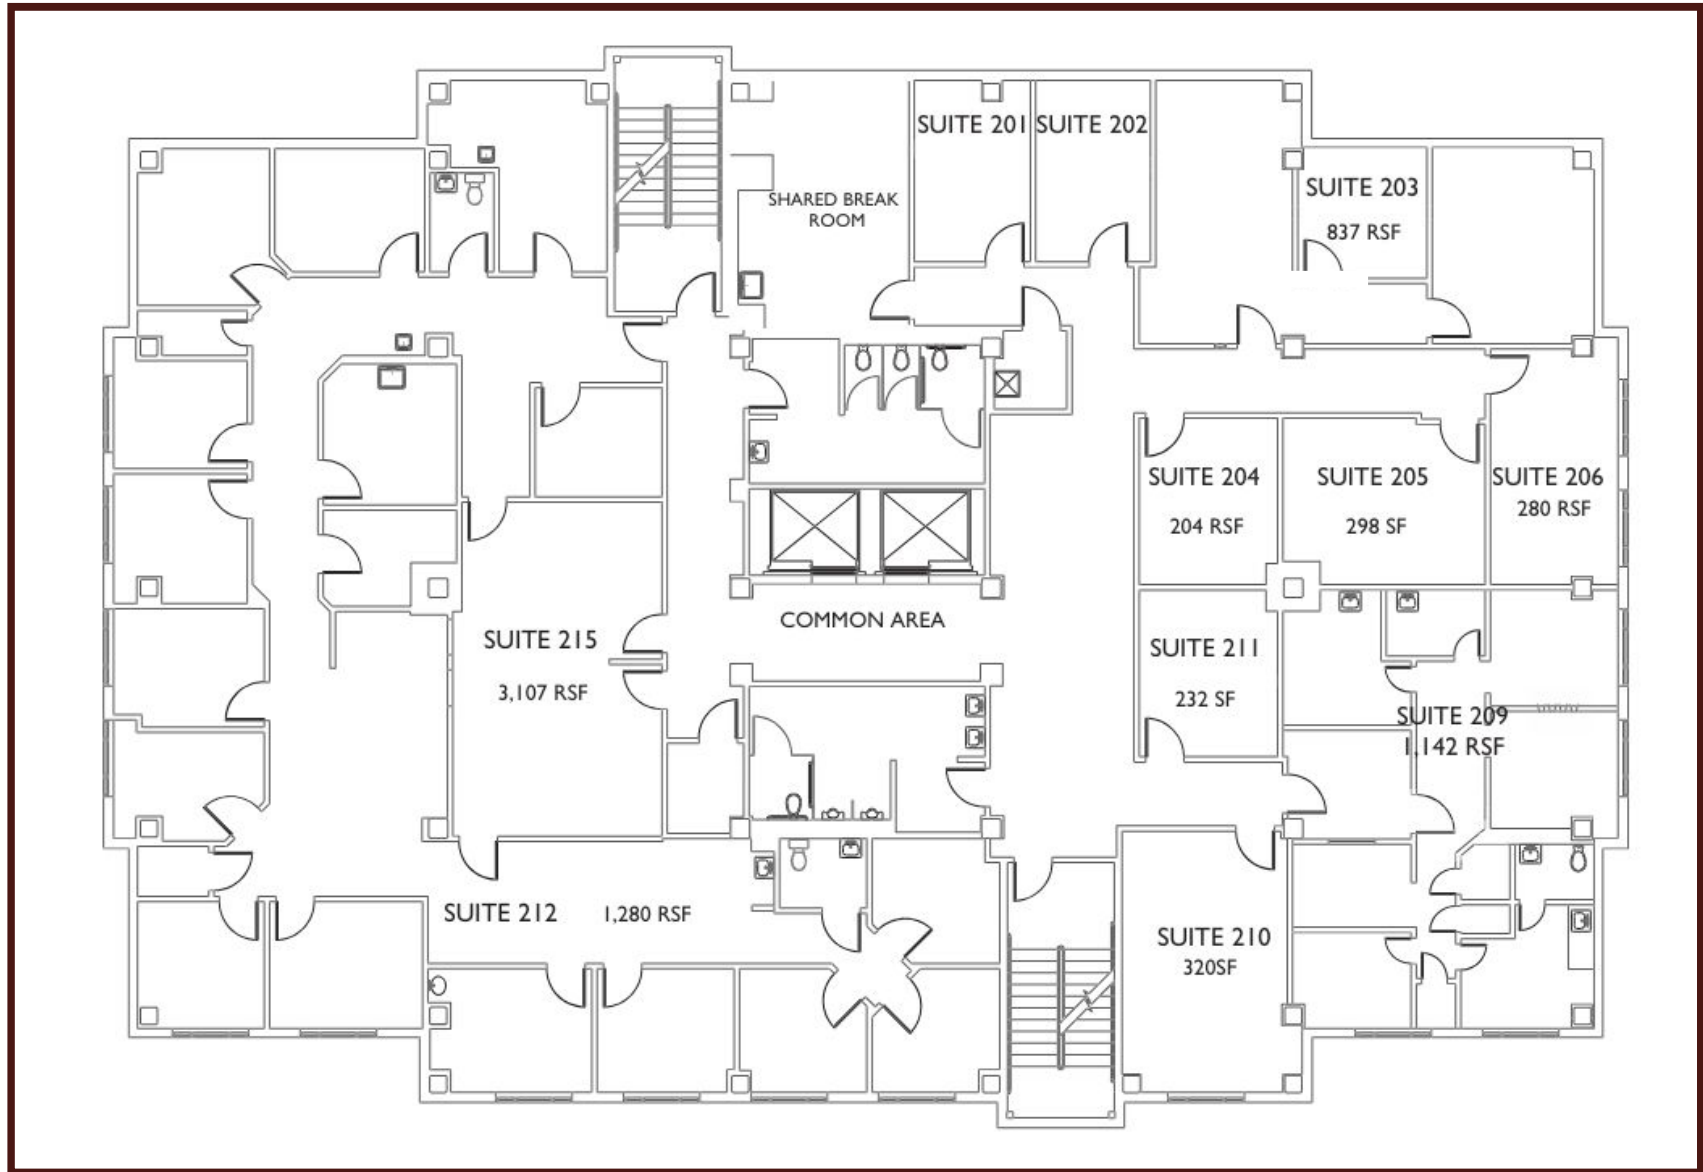 SUITE 201
SUITE 202
SUITE 203
837 RSF
SHARED BREAK
ROOM
SUITE 204
204 RSF
SUITE 205
298 SF
SUITE 206
280 RSF
COMMON AREA
SUITE 215
3,107 RSF
SUITE 211
232 SF
SUITE 209
1,142 RSF
SUITE 212
1,280 RSF
SUITE 210
320SF